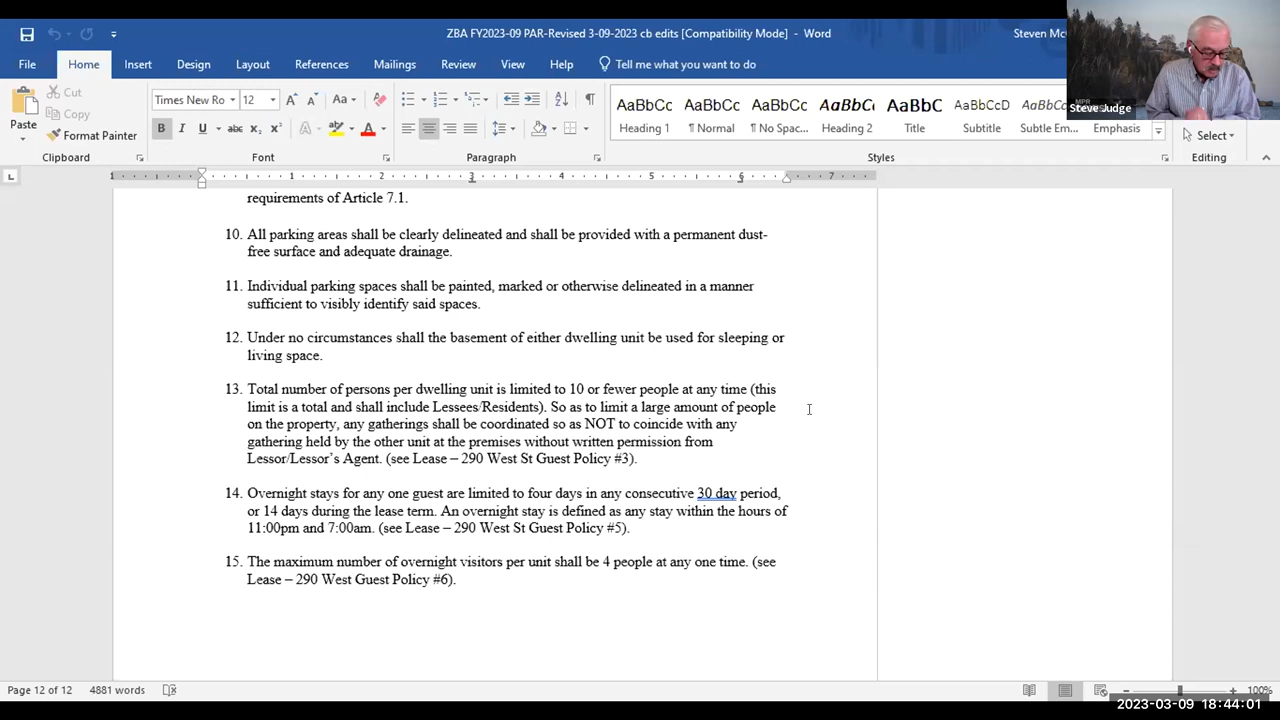 ZBA FY2023-09 PAR-Revised 3-09-2023 cb edits [Compatibility Mode] - Word
Steven
File Home Insert Design Layout References Mailings Review View Help Tell me what you want to do
Paste Cut Copy Format Painter Clipboard
Times New Ro 12 Aa B I U abc x₂ x² A A Font
Paragraph
AaBbCc Heading 1 AaBbCc ¶ Normal AaBbCc ¶ No Spac... AaBbCc Heading 2 AaBbC Title AaBbCcD Subtitle Subtle Em... Emphasis Styles
Select Editing
Steve Judge
1 1 2 3 4 5 6 7
requirements of Article 7.1.
10. All parking areas shall be clearly delineated and shall be provided with a permanent dust-
free surface and adequate drainage.
11. Individual parking spaces shall be painted, marked or otherwise delineated in a manner
sufficient to visibly identify said spaces.
12. Under no circumstances shall the basement of either dwelling unit be used for sleeping or
living space.
13. Total number of persons per dwelling unit is limited to 10 or fewer people at any time (this
limit is a total and shall include Lessees/Residents). So as to limit a large amount of people
on the property, any gatherings shall be coordinated so as NOT to coincide with any
gathering held by the other unit at the premises without written permission from
Lessor/Lessor's Agent. (see Lease – 290 West St Guest Policy #3).
14. Overnight stays for any one guest are limited to four days in any consecutive 30 day period,
or 14 days during the lease term. An overnight stay is defined as any stay within the hours of
11:00pm and 7:00am. (see Lease – 290 West St Guest Policy #5).
15. The maximum number of overnight visitors per unit shall be 4 people at any one time. (see
Lease – 290 West Guest Policy #6).
Page 12 of 12 4881 words 100%
2023-03-09 18:44:01